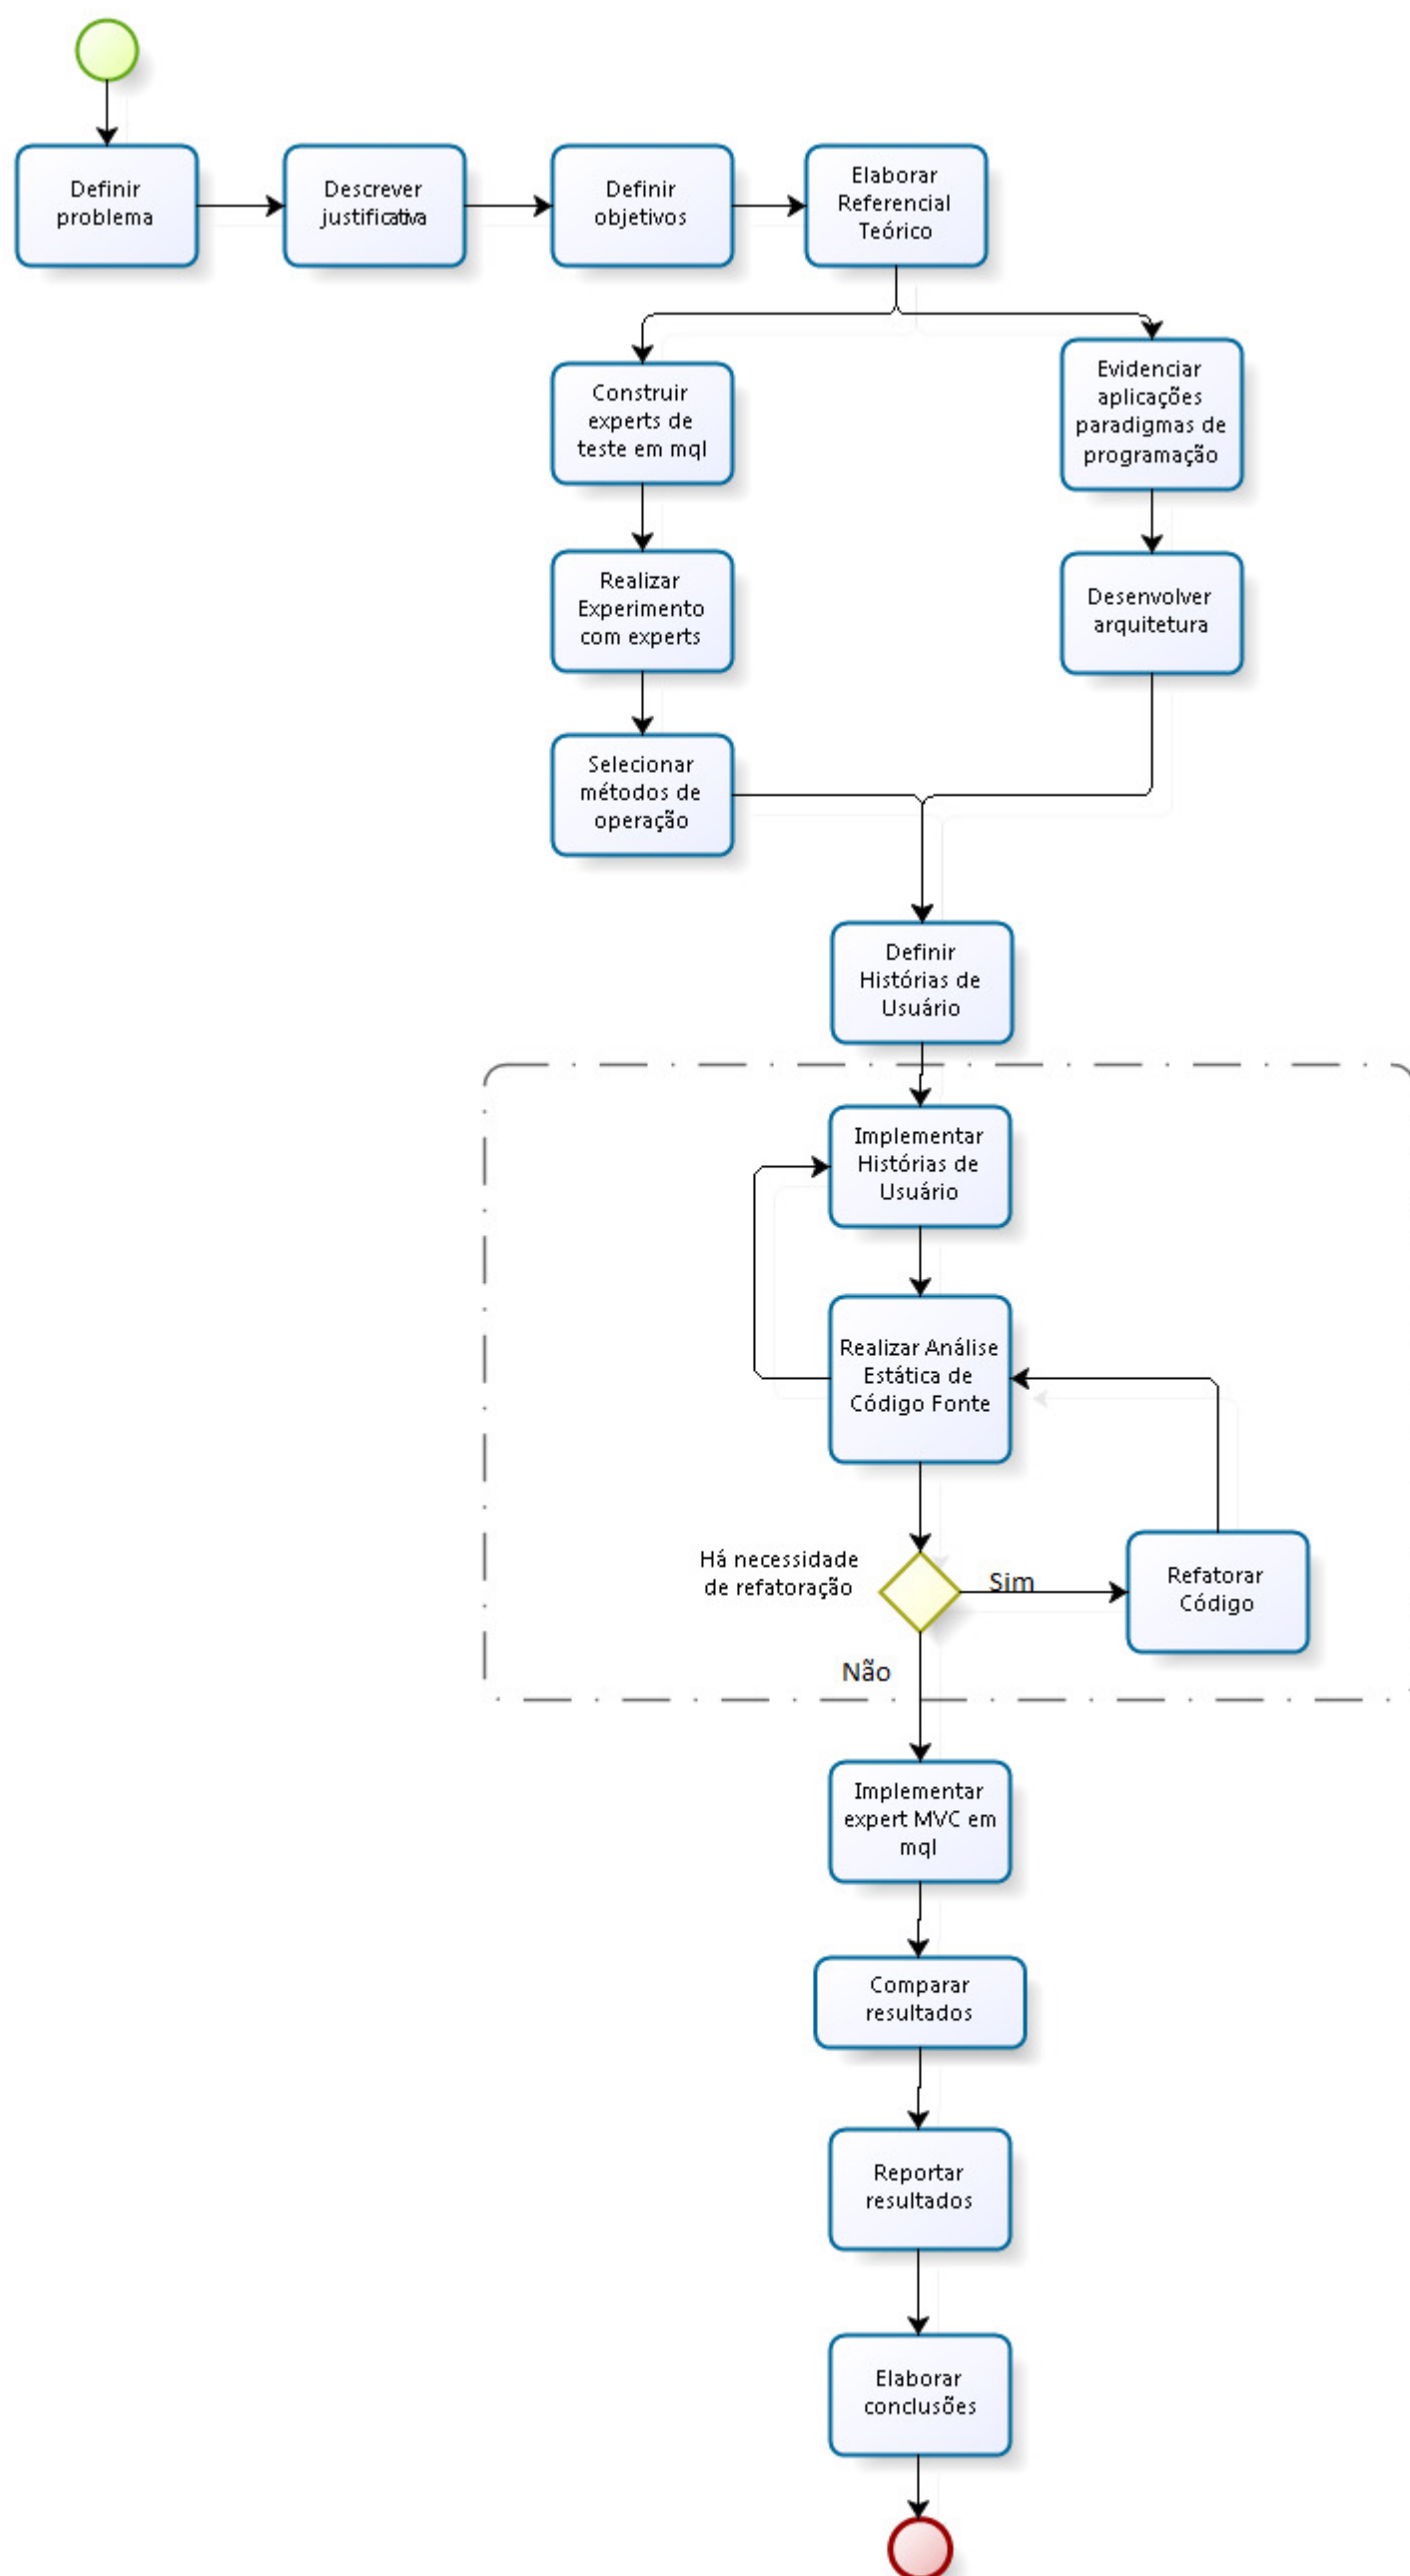 Definir
problema
Descrever
justificativa
Definir
objetivos
Elaborar
Referencial
Teórico
Construir
experts de
teste em mql
Evidenciar
aplicações
paradigmas de
programação
Realizar
Experimento
com experts
Desenvolver
arquitetura
Selecionar
métodos de
operação
Definir
Histórias de
Usuário
Implementar
Histórias de
Usuário
Realizar Análise
Estática de
Código Fonte
Há necessidade
de refatoração
Sim
Refatorar
Código
Não
Implementar
expert MVC em
mql
Comparar
resultados
Reportar
resultados
Elaborar
conclusões